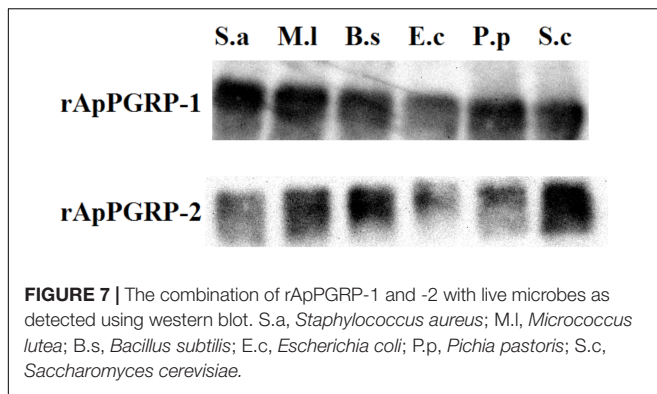 S.a M.l B.s E.c P.p S.c
rApPGRP-1
rApPGRP-2
FIGURE 7 | The combination of rApPGRP-1 and -2 with live microbes as
detected using western blot. S.a, Staphylococcus aureus; M.l, Micrococcus
lutea; B.s, Bacillus subtilis; E.c, Escherichia coli; P.p, Pichia pastoris; S.c,
Saccharomyces cerevisiae.